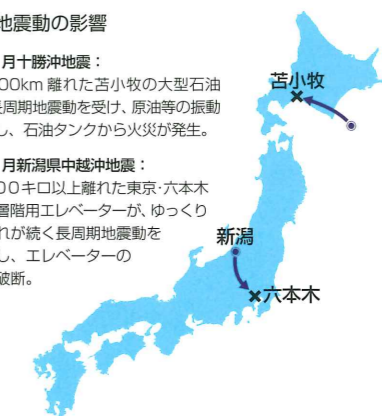 地震動の影響
月十勝沖地震：
00km 離れた苫小牧の大型石油
長周期地震動を受け、原油等の振動
し、石油タンクから火災が発生。
月新潟県中越沖地震：
００キロ以上離れた東京・六本木
層階用エレベーターが、ゆっくり
れが続く長周期地震動を
し、エレベーターの
破断。
苫小牧
新潟
六本木